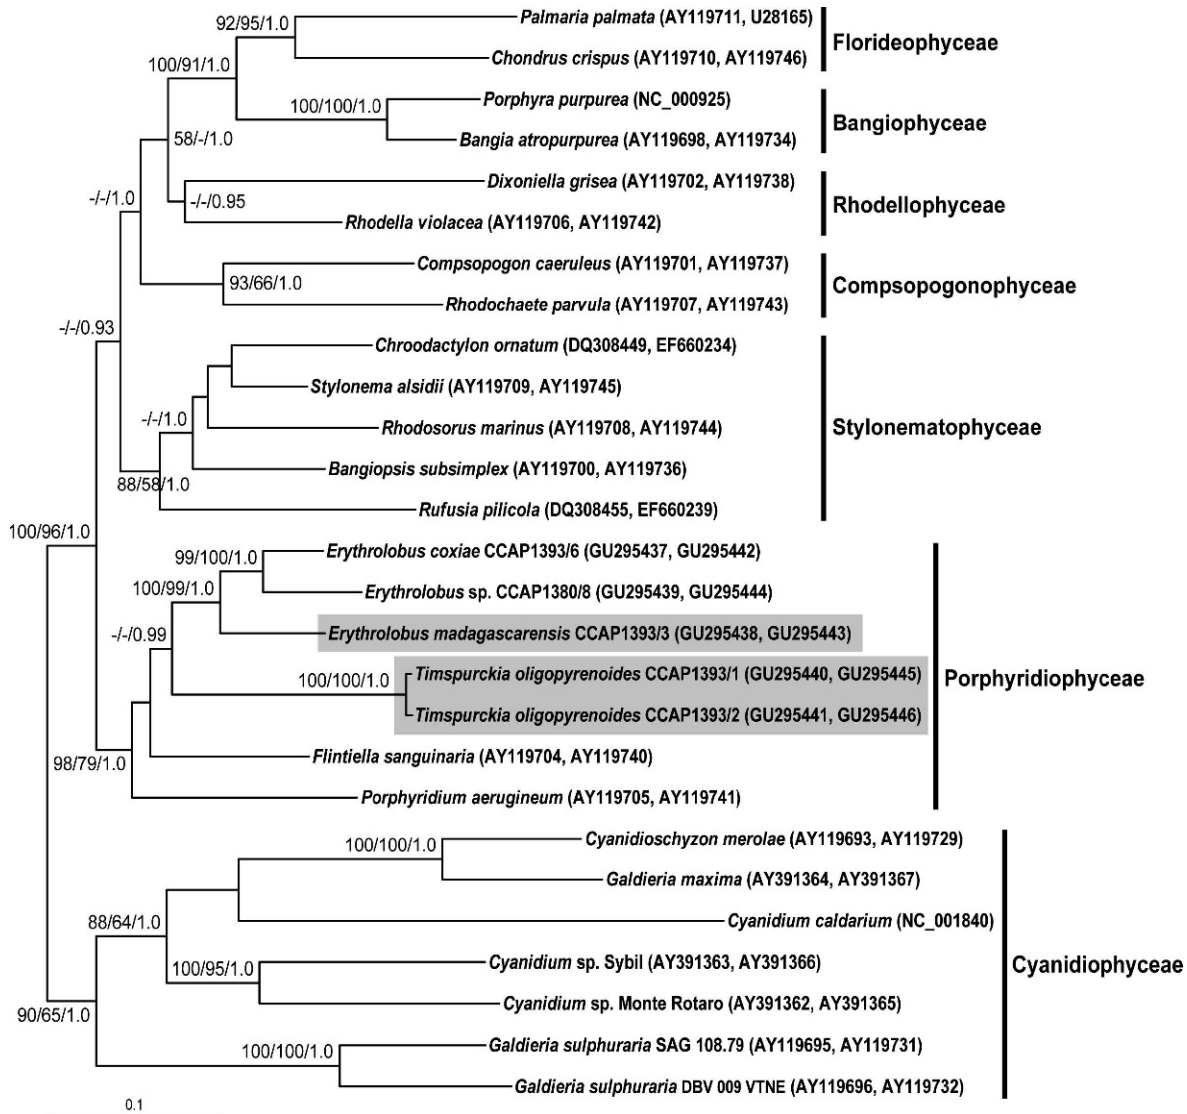 92/95/1.0
Palmaria palmata (AY119711, U28165)
Florideophyceae
Chondrus crispus (AY119710, AY119746)
100/91/1.0
100/100/1.0
Porphyra purpurea (NC_000925)
Bangiophyceae
Bangia atropurpurea (AY119698, AY119734)
58/-/1.0
Dixoniella grisea (AY119702, AY119738)
-/-/1.0
-/-/0.95
Rhodellophyceae
Rhodella violacea (AY119706, AY119742)
Compsopogon caeruleus (AY119701, AY119737)
93/66/1.0
Compsopogonophyceae
Rhodochaete parvula (AY119707, AY119743)
-/-/0.93
Chroodactylon ornatum (DQ308449, EF660234)
Stylonema alsidii (AY119709, AY119745)
-/-/1.0
Rhodosorus marinus (AY119708, AY119744)
Stylonematophyceae
Bangiopsis subsimplex (AY119700, AY119736)
88/58/1.0
Rufusia pilicola (DQ308455, EF660239)
100/96/1.0
99/100/1.0
Erythrolobus coxiae CCAP1393/6 (GU295437, GU295442)
100/99/1.0
Erythrolobus sp. CCAP1380/8 (GU295439, GU295444)
-/-/0.99
Erythrolobus madagascarensis CCAP1393/3 (GU295438, GU295443)
100/100/1.0
Timspurckia oligopyrenoides CCAP1393/1 (GU295440, GU295445)
Porphyridiophyceae
Timspurckia oligopyrenoides CCAP1393/2 (GU295441, GU295446)
98/79/1.0
Flintiella sanguinaria (AY119704, AY119740)
Porphyridium aerugineum (AY119705, AY119741)
100/100/1.0
Cyanidioschyzon merolae (AY119693, AY119729)
Galdieria maxima (AY391364, AY391367)
88/64/1.0
Cyanidium caldarium (NC_001840)
100/95/1.0
Cyanidium sp. Sybil (AY391363, AY391366)
Cyanidiophyceae
Cyanidium sp. Monte Rotaro (AY391362, AY391365)
90/65/1.0
100/100/1.0
Galdieria sulphuraria SAG 108.79 (AY119695, AY119731)
Galdieria sulphuraria DBV 009 VTNE (AY119696, AY119732)
0.1